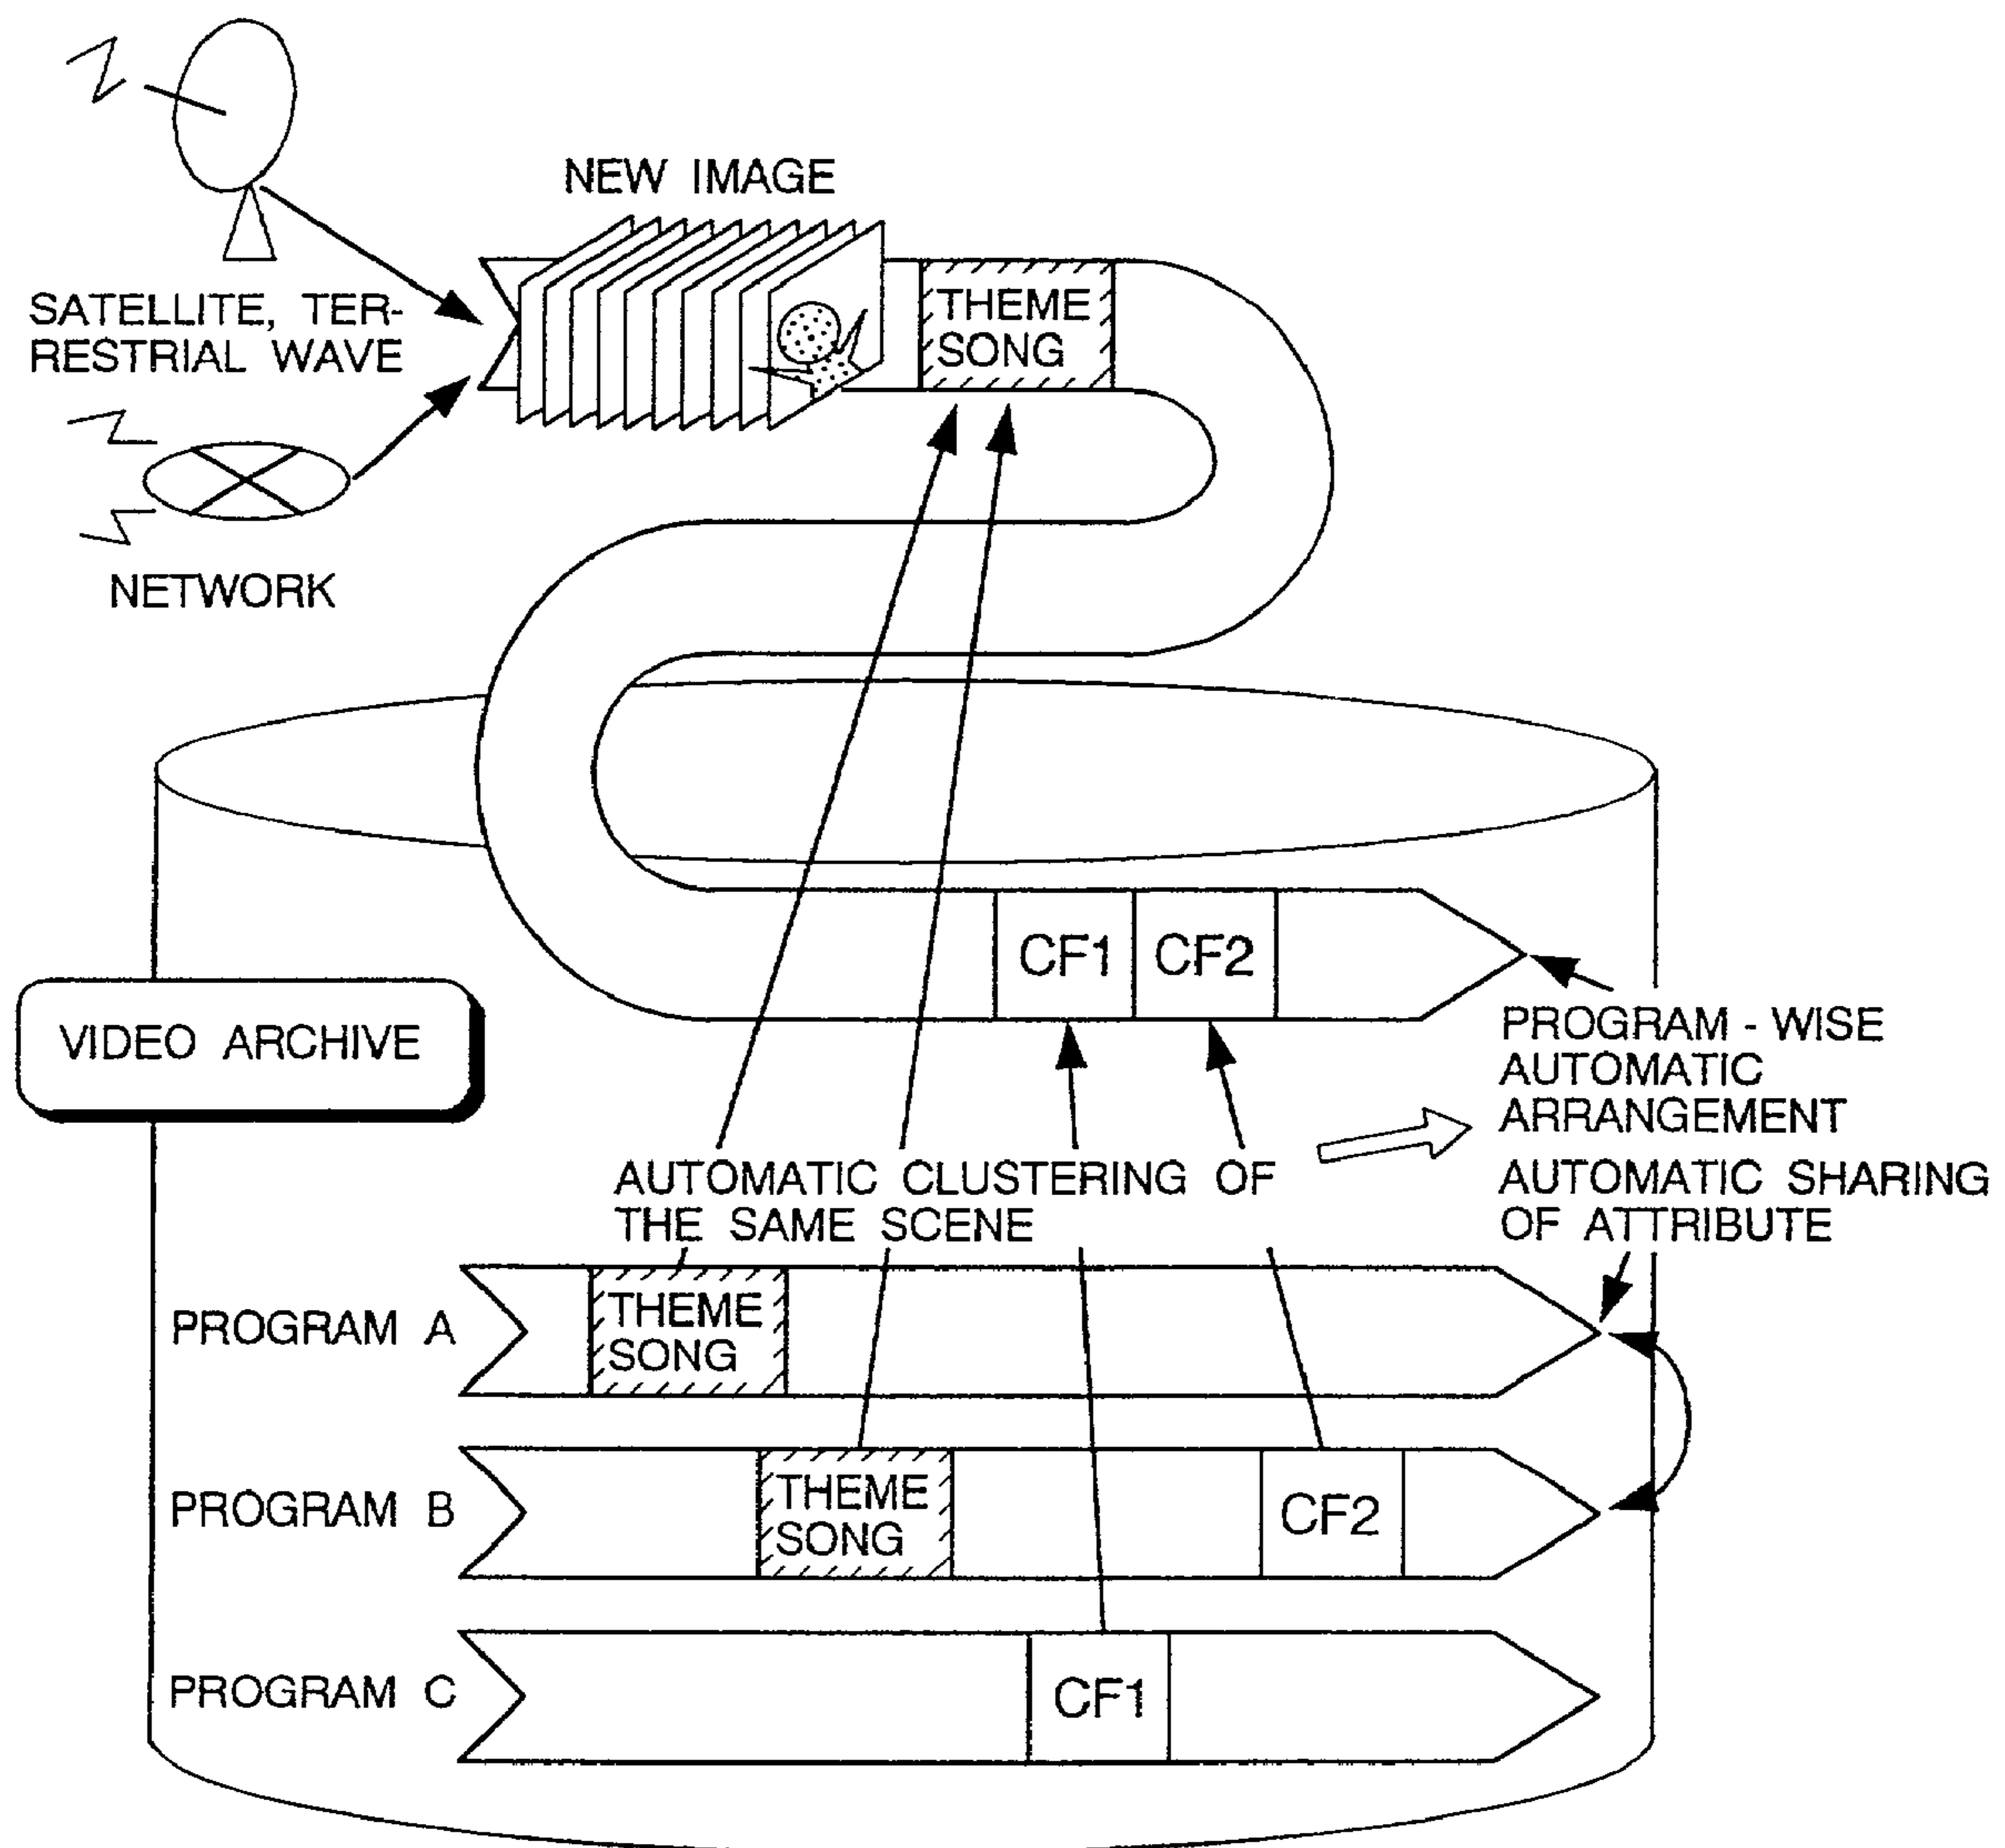 NEW IMAGE
SATELLITE, TER-
RESTRIAL WAVE
THEME
SONG
NETWORK
CF1
CF2
VIDEO ARCHIVE
PROGRAM - WISE
AUTOMATIC
ARRANGEMENT
AUTOMATIC SHARING
OF ATTRIBUTE
AUTOMATIC CLUSTERING OF
THE SAME SCENE
PROGRAM A
THEME
SONG
PROGRAM B
THEME
SONG
CF2
PROGRAM C
CF1